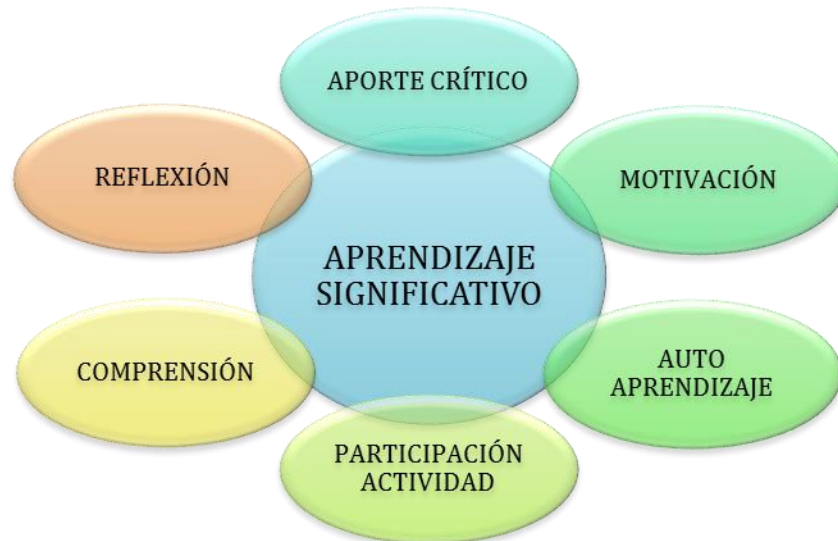 APORTE CRÍTICO
REFLEXIÓN
MOTIVACIÓN
APRENDIZAJE
SIGNIFICATIVO
COMPRENSIÓN
AUTO
APRENDIZAJE
PARTICIPACIÓN
ACTIVIDAD